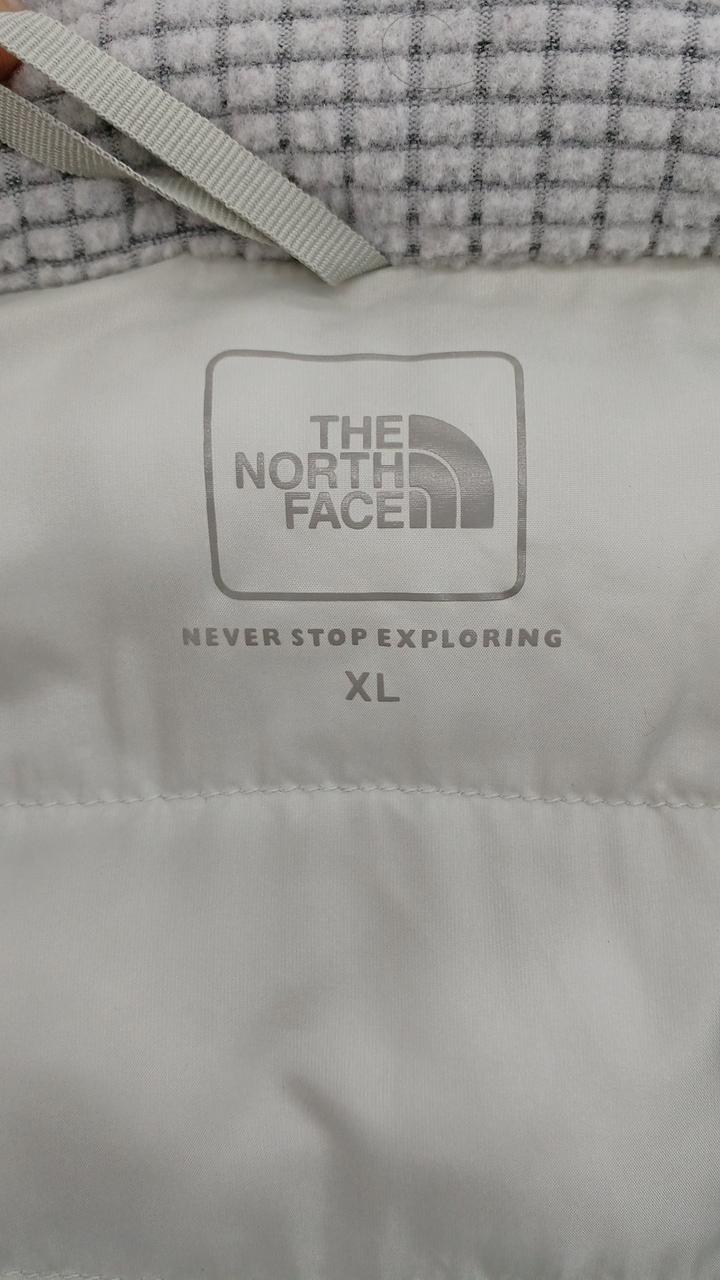 THE
NORTH
FACE
NEVER STOP EXPLORING
XL